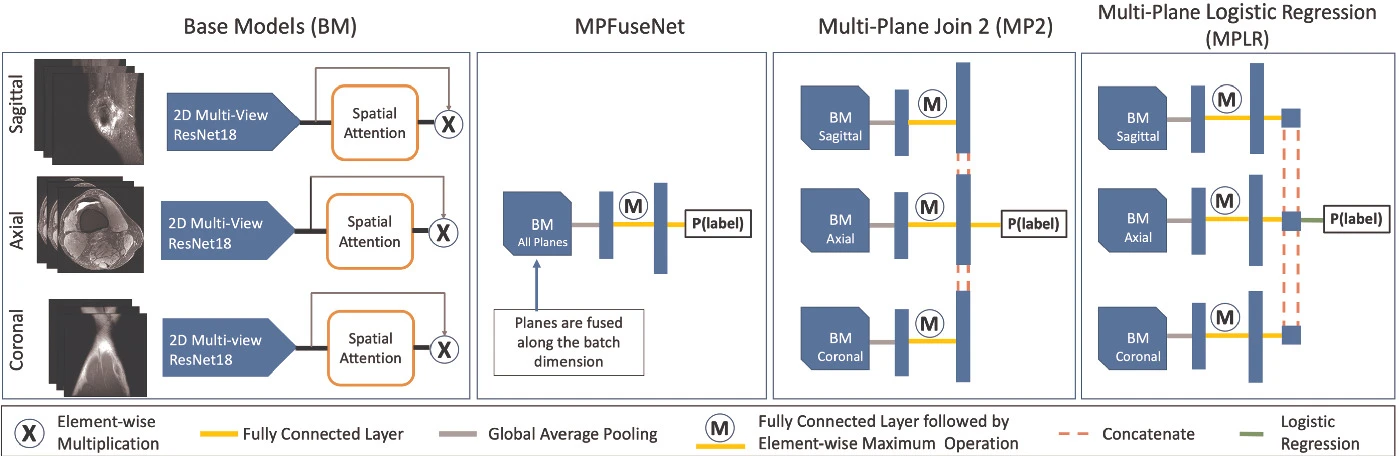 Base Models (BM)
MPFuseNet
Multi-Plane Join 2 (MP2)
Multi-Plane Logistic Regression
(MPLR)
Sagittal
2D Multi-View
ResNet18
Spatial
Attention
X
Axial
2D Multi-View
ResNet18
Spatial
Attention
X
Coronal
2D Multi-view
ResNet18
Spatial
Attention
X
BM
All Planes
M
P(label)
Planes are fused
along the batch
dimension
BM
Sagittal
M
BM
Axial
M
P(label)
BM
Coronal
M
BM
Sagittal
M
BM
Axial
M
P(label)
BM
Coronal
M
X
Element-wise
Multiplication
Fully Connected Layer
Global Average Pooling
M
Fully Connected Layer followed by
Element-wise Maximum Operation
Concatenate
Logistic
Regression